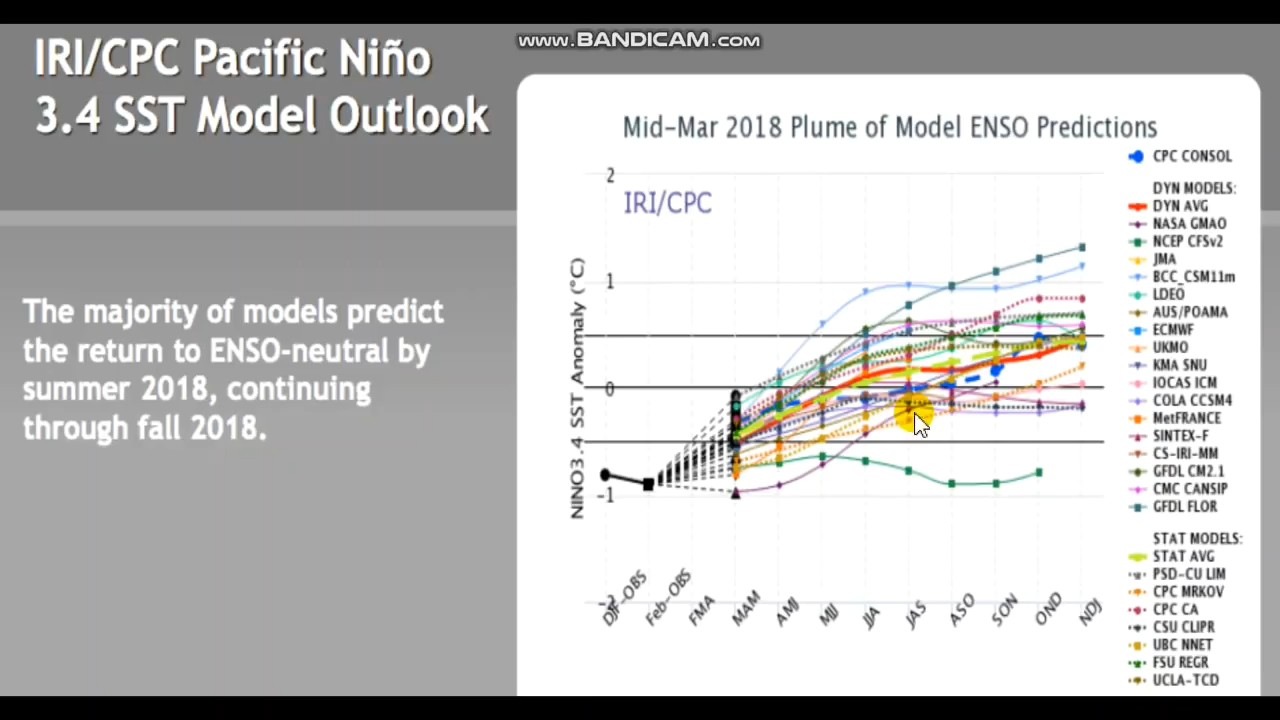 www.BANDICAM.com
IRI/CPC Pacific Niño
3.4 SST Model Outlook
The majority of models predict
the return to ENSO-neutral by
summer 2018, continuing
through fall 2018.
Mid-Mar 2018 Plume of Model ENSO Predictions
IRI/CPC
NINO3.4 SST Anomaly (°C)
2
1
0
-1
-2
DJF-OBS
Feb-OBS
FMA
MAM
AMJ
MJJ
JJA
JAS
ASO
SON
OND
NDJ
CPC CONSOL
DYN MODELS:
DYN AVG
NASA GMAO
NCEP CFSv2
JMA
BCC_CSM11m
LDEO
AUS/POAMA
ECMWF
UKMO
KMA SNU
IOCAS ICM
COLA CCSM4
MetFRANCE
SINTEX-F
CS-IRI-MM
GFDL CM2.1
CMC CANSIP
GFDL FLOR
STAT MODELS:
STAT AVG
PSD-CU LIM
CPC MRKOV
CPC CA
CSU CLIPR
UBC NNET
FSU REGR
UCLA-TCD